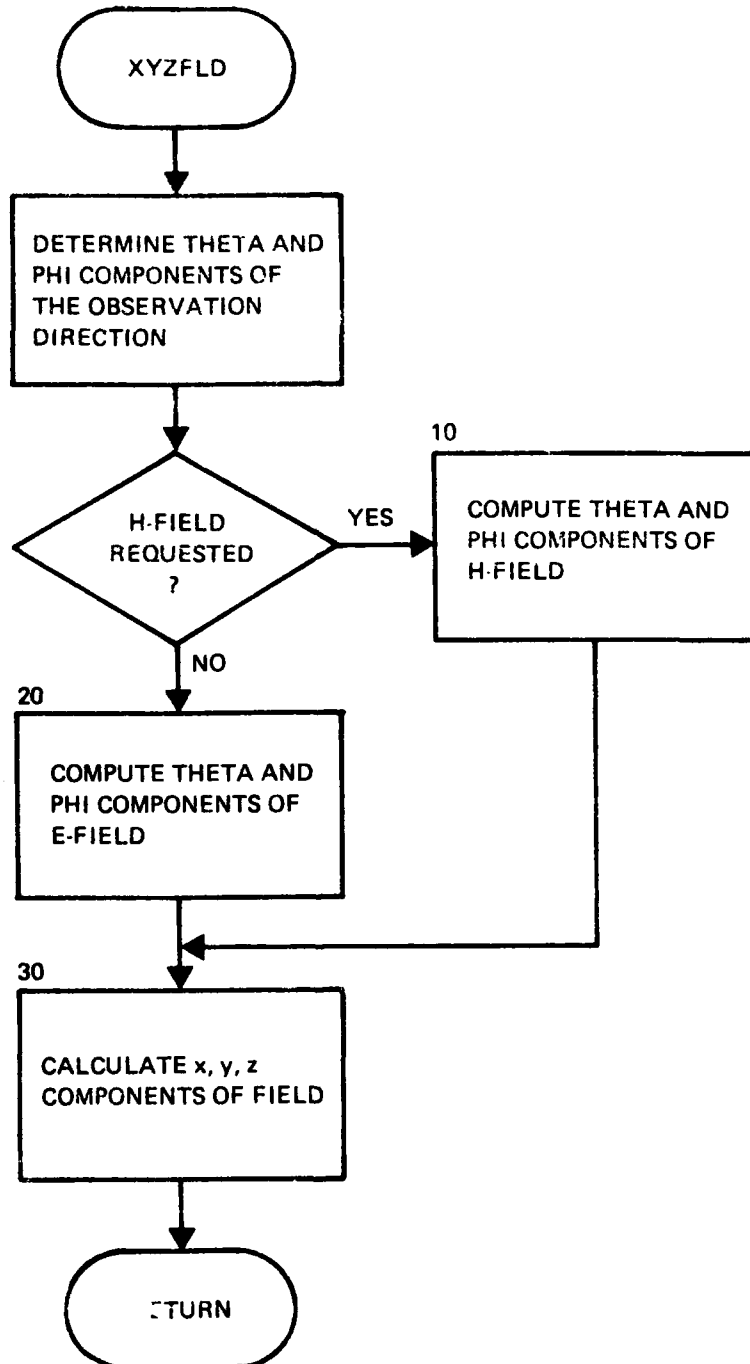 XYZFLD
DETERMINE THETA AND
PHI COMPONENTS OF
THE OBSERVATION
DIRECTION
10
H-FIELD
REQUESTED
?
YES
COMPUTE THETA AND
PHI COMPONENTS OF
H-FIELD
NO
20
COMPUTE THETA AND
PHI COMPONENTS OF
E-FIELD
30
CALCULATE x, y, z
COMPONENTS OF FIELD
ETURN